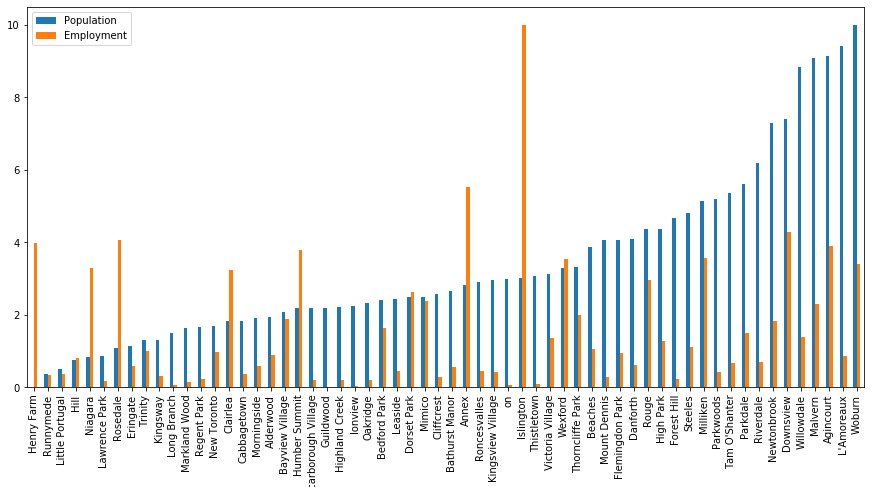 Population
Employment
10
8
6
4
2
0
Henry Farm
Runnymede
Little Portugal
Hill
Niagara
Lawrence Park
Rosedale
Eringate
Trinity
Kingsway
Long Branch
Markland Wood
Regent Park
New Toronto
Clairlea
Cabbagetown
Morningside
Alderwood
Bayview Village
Humber Summit
carborough Village
Guildwood
Highland Creek
Ionview
Oakridge
Bedford Park
Leaside
Dorset Park
Mimico
Cliffcrest
Bathurst Manor
Annex
Roncesvalles
Kingsview Village
on
Islington
Thistletown
Victoria Village
Wexford
Thorncliffe Park
Beaches
Mount Dennis
Flemingdon Park
Danforth
Rouge
High Park
Forest Hill
Steeles
Milliken
Parkwoods
Tam O'Shanter
Parkdale
Riverdale
Newtonbrook
Downsview
Willowdale
Malvern
Agincourt
L'Amoreaux
Woburn